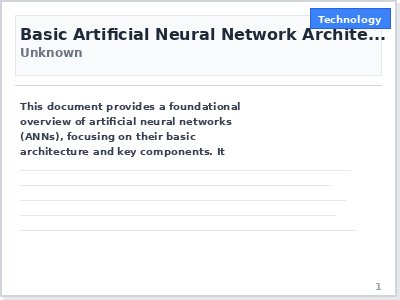 Technology
Basic Artificial Neural Network Archite...
Unknown
This document provides a foundational
overview of artificial neural networks
(ANNs), focusing on their basic
architecture and key components. It
1